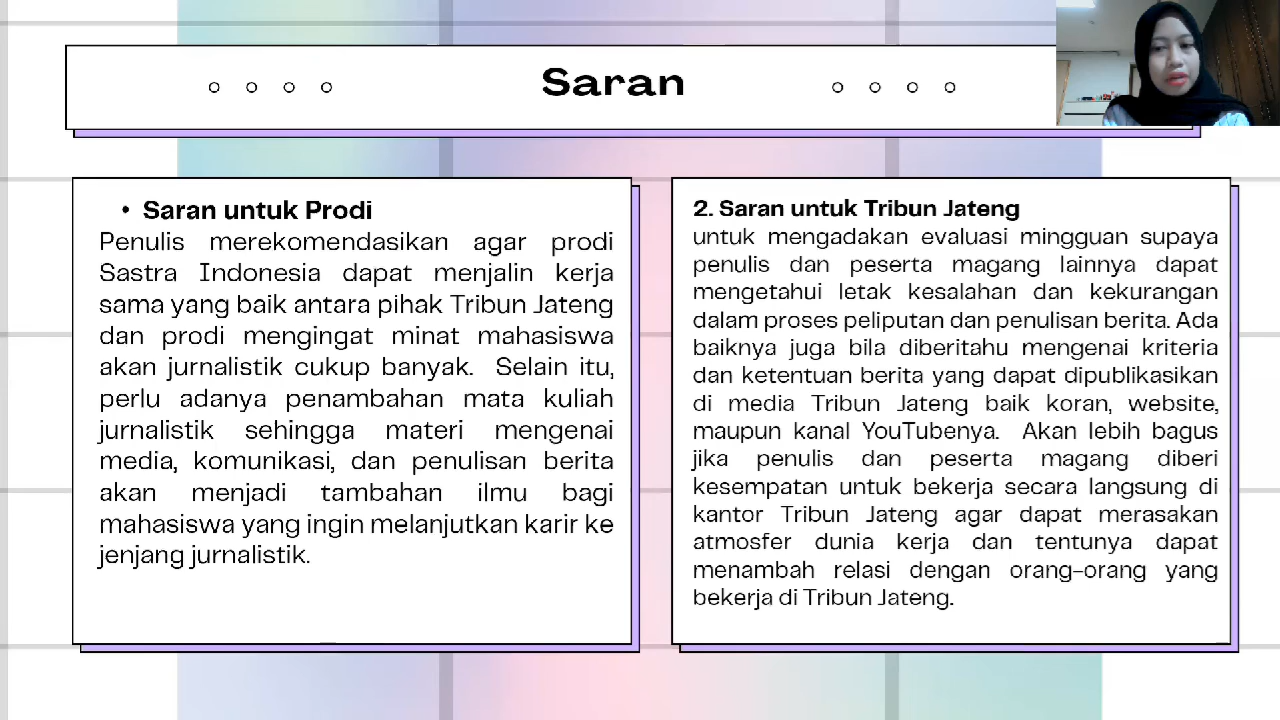 Saran
• Saran untuk Prodi
Penulis merekomendasikan agar prodi
Sastra Indonesia dapat menjalin kerja
sama yang baik antara pihak Tribun Jateng
dan prodi mengingat minat mahasiswa
akan jurnalistik cukup banyak. Selain itu,
perlu adanya penambahan mata kuliah
jurnalistik sehingga materi mengenai
media, komunikasi, dan penulisan berita
akan menjadi tambahan ilmu bagi
mahasiswa yang ingin melanjutkan karir ke
jenjang jurnalistik.
2. Saran untuk Tribun Jateng
untuk mengadakan evaluasi mingguan supaya
penulis dan peserta magang lainnya dapat
mengetahui letak kesalahan dan kekurangan
dalam proses peliputan dan penulisan berita. Ada
baiknya juga bila diberitahu mengenai kriteria
dan ketentuan berita yang dapat dipublikasikan
di media Tribun Jateng baik koran, website,
maupun kanal YouTubenya. Akan lebih bagus
jika penulis dan peserta magang diberi
kesempatan untuk bekerja secara langsung di
kantor Tribun Jateng agar dapat merasakan
atmosfer dunia kerja dan tentunya dapat
menambah relasi dengan orang-orang yang
bekerja di Tribun Jateng.